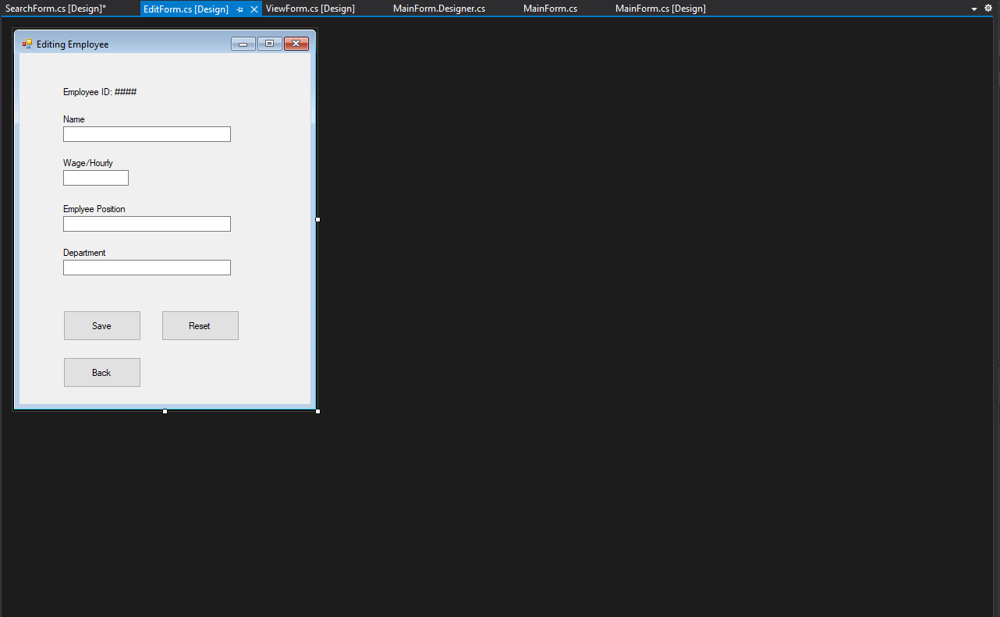 SearchForm.cs [Design]* EditForm.cs [Design] ViewForm.cs [Design] MainForm.Designer.cs MainForm.cs MainForm.cs [Design]
Editing Employee
Employee ID: ####
Name
Wage/Hourly
Emplyee Position
Department
Save Reset
Back